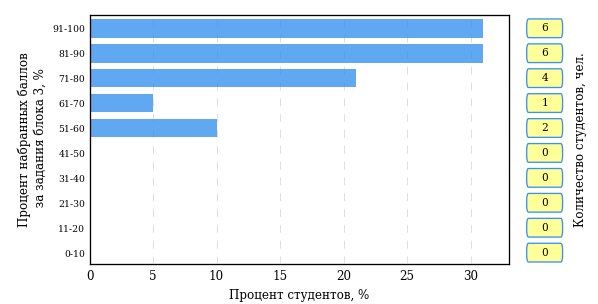 Процент набранных баллов
за задания блока 3, %
91-100 6
81-90 6
71-80 4
61-70 1
51-60 2
41-50 0
31-40 0
21-30 0
11-20 0
0-10 0
0 5 10 15 20 25 30
Процент студентов, %
Количество студентов, чел.